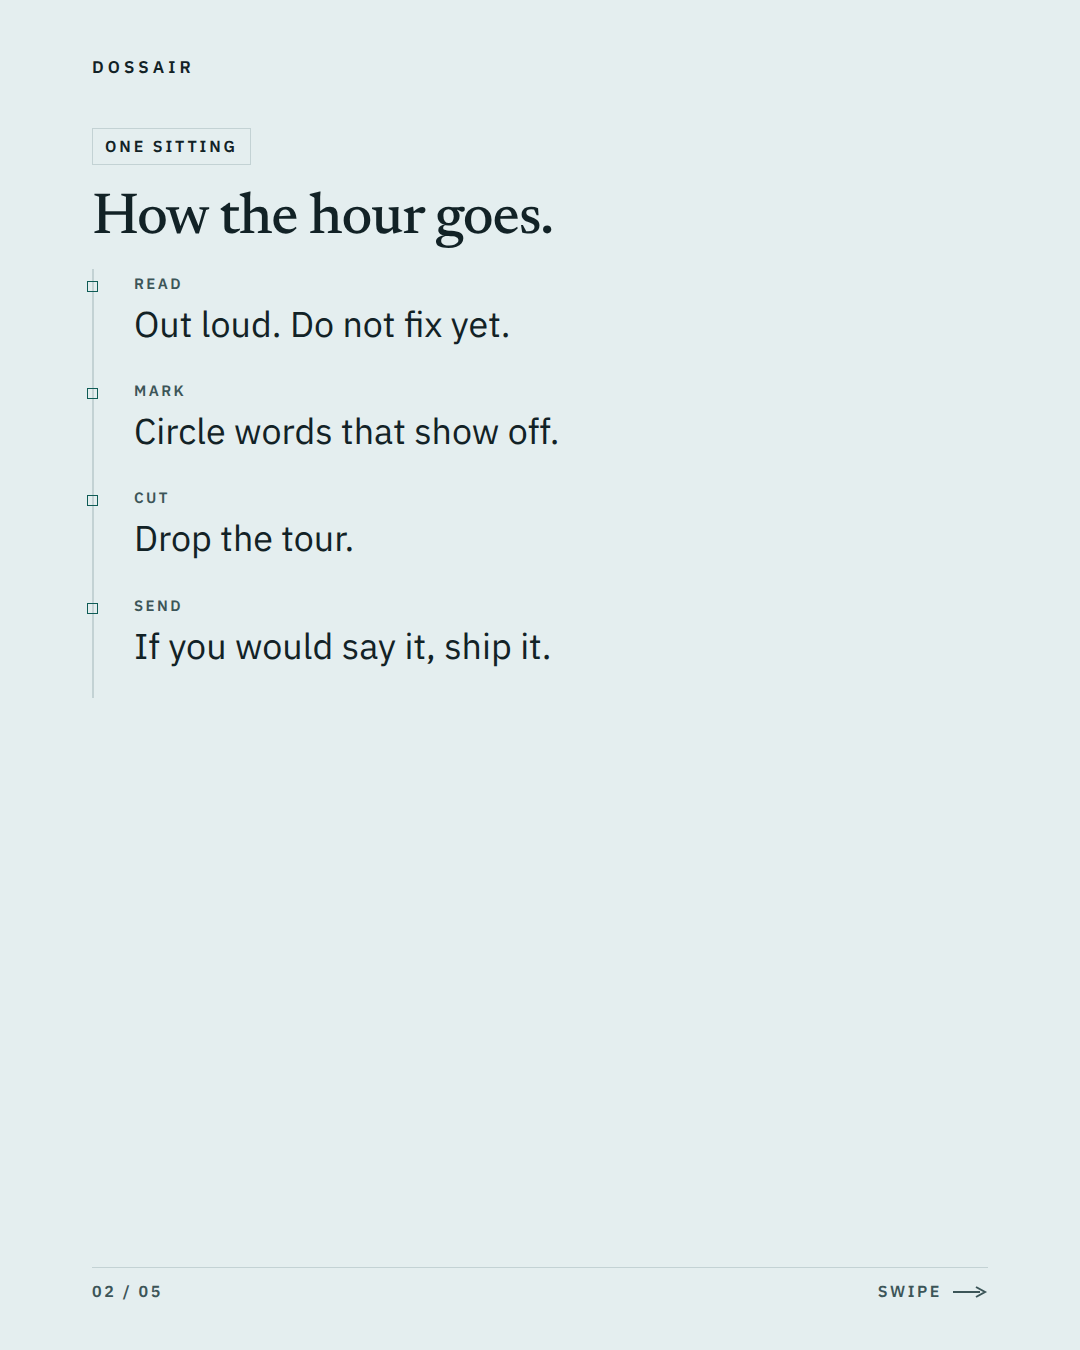 DOSSAIR
ONE SITTING
How the hour goes.
READ
Out loud. Do not fix yet.
MARK
Circle words that show off.
CUT
Drop the tour.
SEND
If you would say it, ship it.
02 / 05
SWIPE